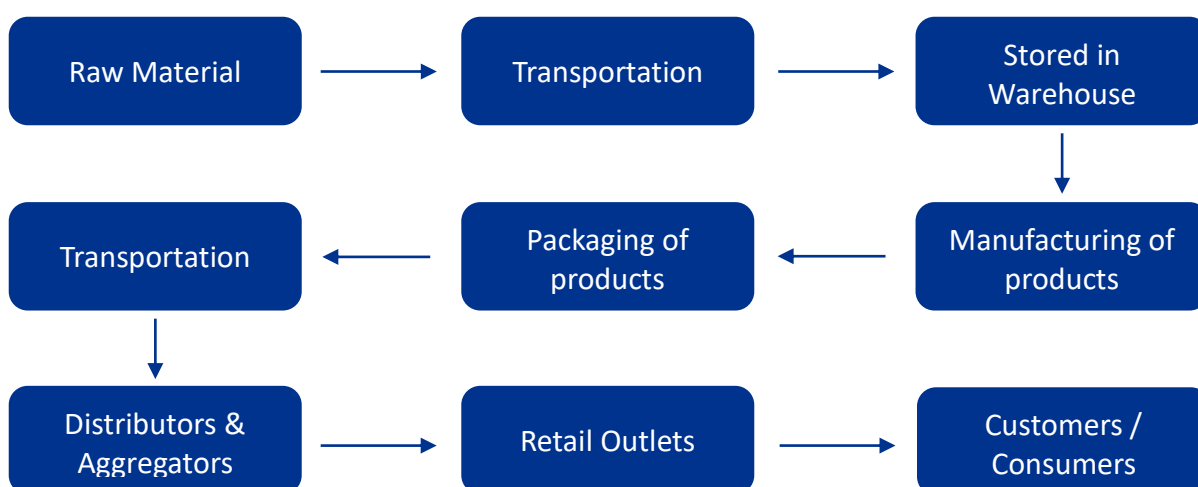 Raw Material
Transportation
Stored in
Warehouse
Manufacturing of
products
Packaging of
products
Transportation
Distributors &
Aggregators
Retail Outlets
Customers /
Consumers